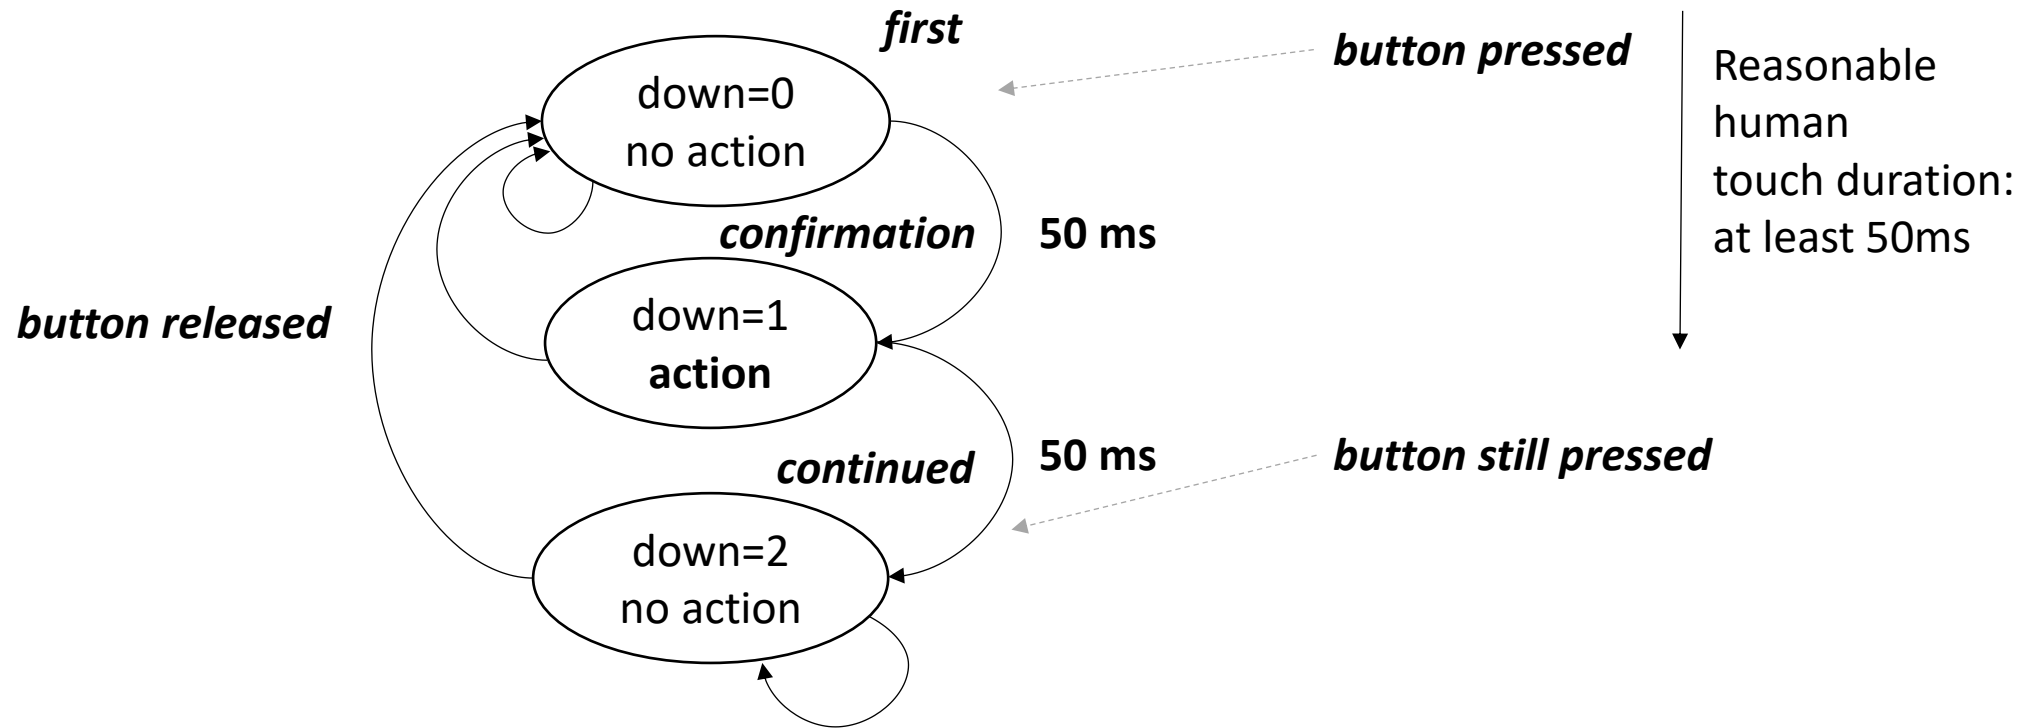 first
button pressed
Reasonable
human
touch duration:
at least 50ms
down=0
no action
confirmation
50 ms
button released
down=1
action
continued
50 ms
button still pressed
down=2
no action